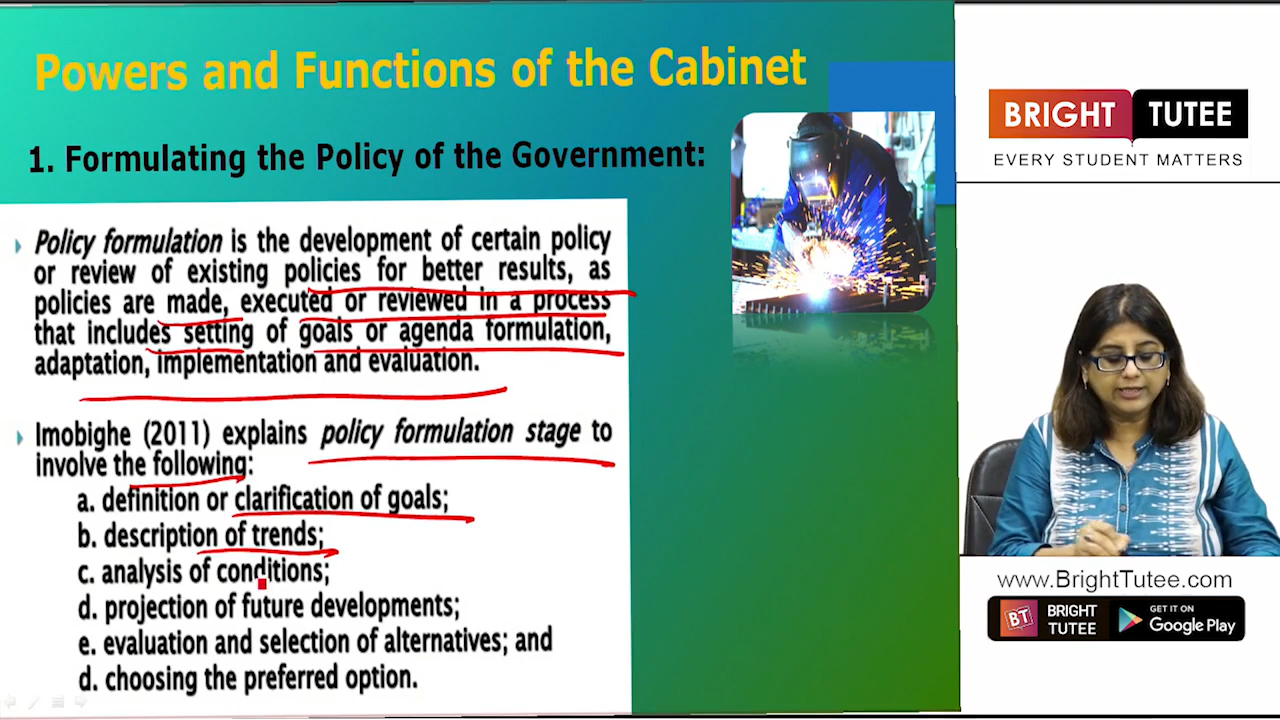 Powers and Functions of the Cabinet
1. Formulating the Policy of the Government:
Policy formulation is the development of certain policy
or review of existing policies for better results, as
policies are made, executed or reviewed in a process
that includes setting of goals or agenda formulation,
adaptation, implementation and evaluation.
Imobighe (2011) explains policy formulation stage to
involve the following:
a. definition or clarification of goals;
b. description of trends;
c. analysis of conditions;
d. projection of future developments;
e. evaluation and selection of alternatives; and
d. choosing the preferred option.
BRIGHT TUTEE
EVERY STUDENT MATTERS
www.BrightTutee.com
BT
BRIGHT
TUTEE
GET IT ON
Google Play